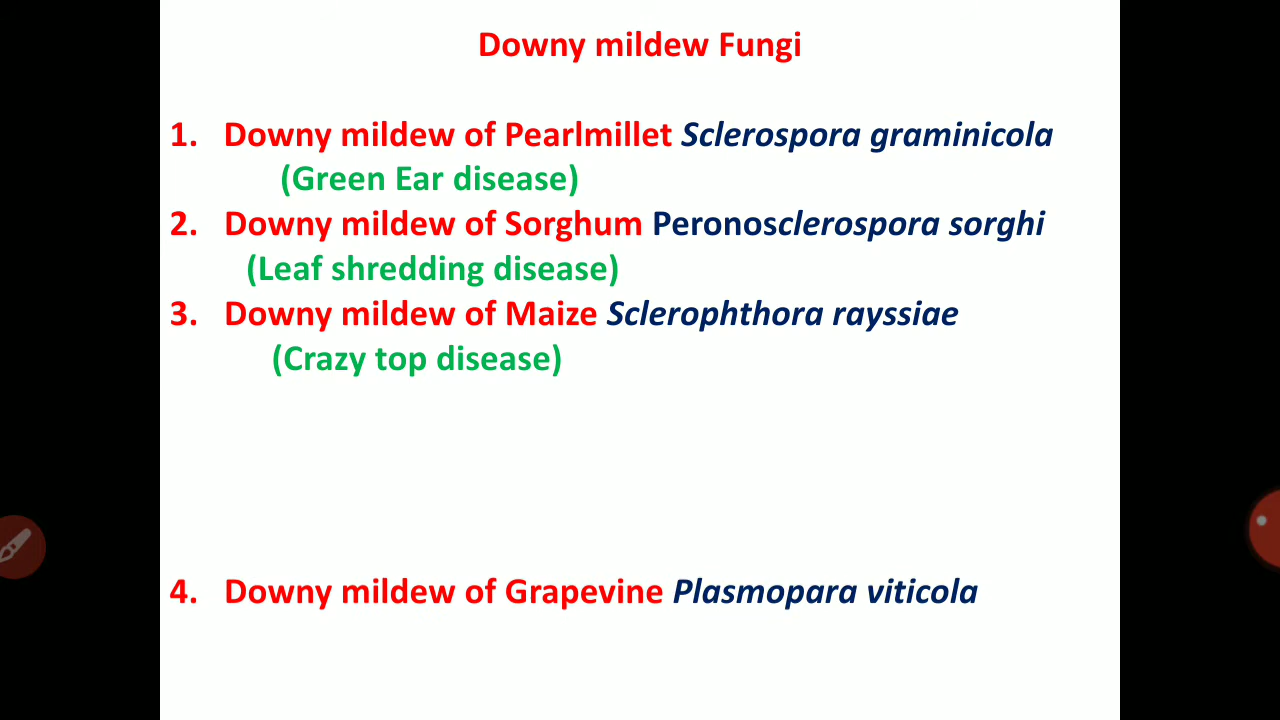 Downy mildew Fungi
1. Downy mildew of Pearlmillet Sclerospora graminicola
(Green Ear disease)
2. Downy mildew of Sorghum Peronosclerospora sorghi
(Leaf shredding disease)
3. Downy mildew of Maize Sclerophthora rayssiae
(Crazy top disease)
4. Downy mildew of Grapevine Plasmopara viticola